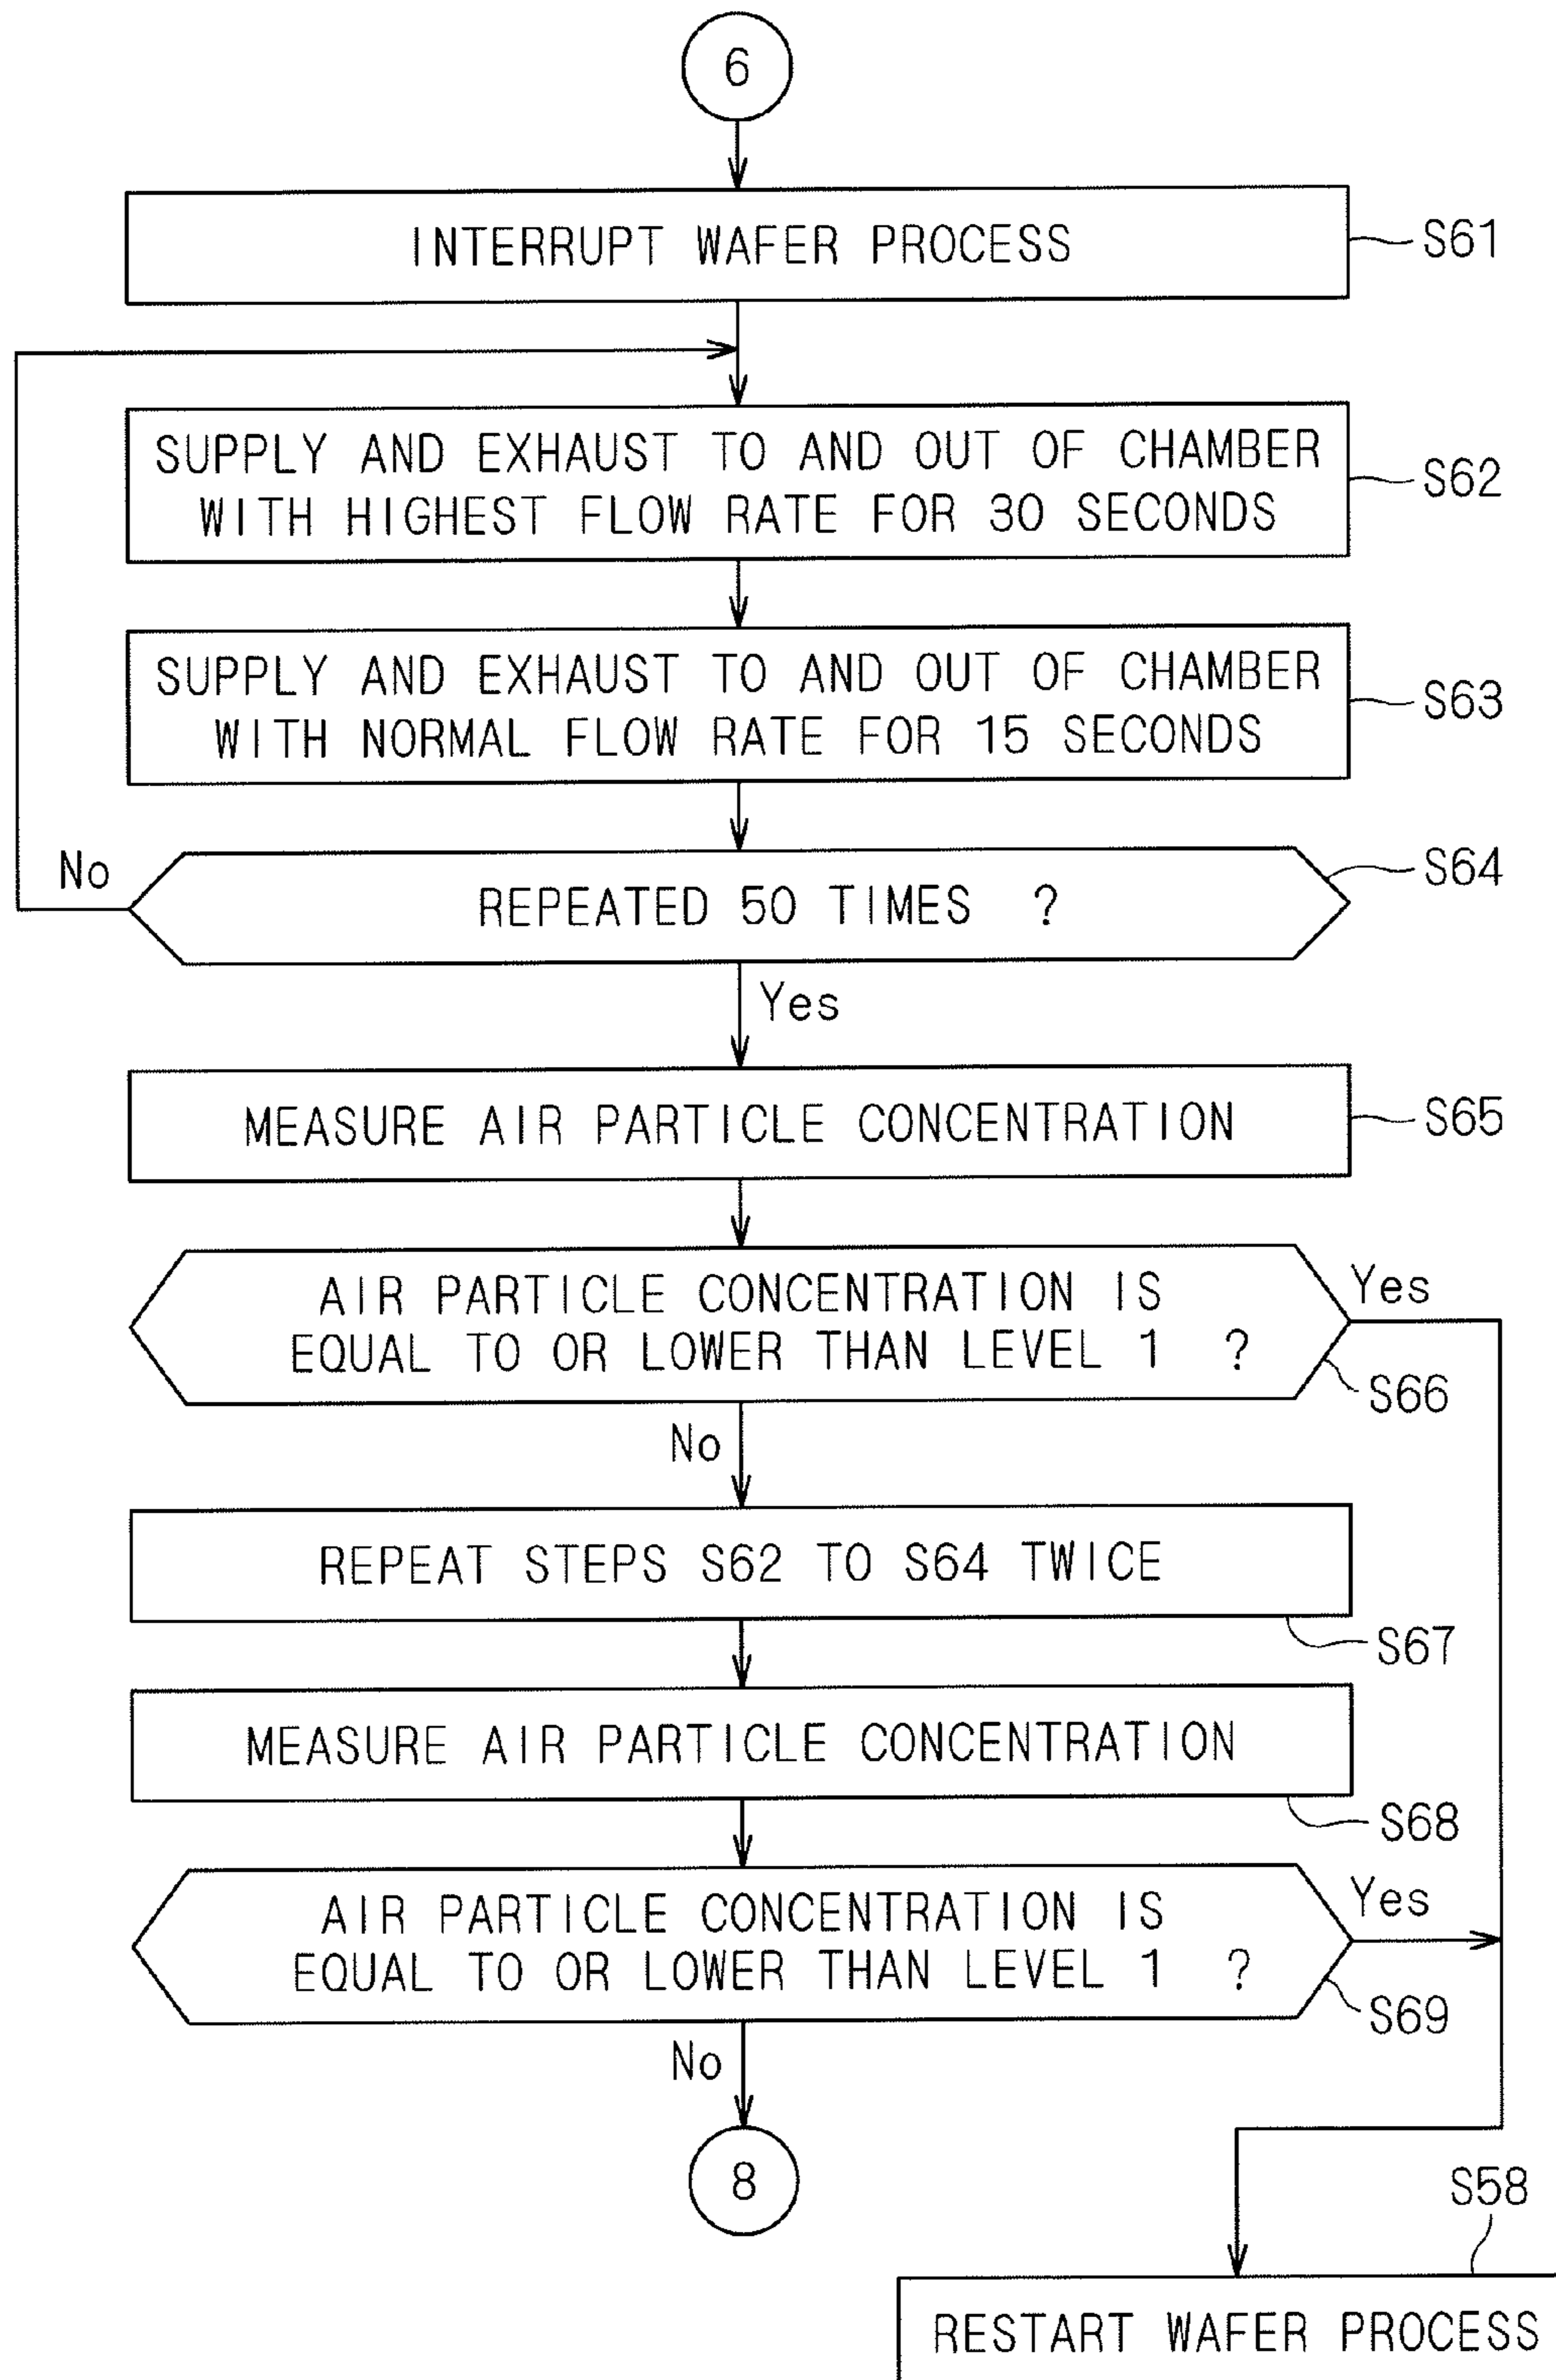 6
INTERRUPT WAFER PROCESS
S61
SUPPLY AND EXHAUST TO AND OUT OF CHAMBER
WITH HIGHEST FLOW RATE FOR 30 SECONDS
S62
SUPPLY AND EXHAUST TO AND OUT OF CHAMBER
WITH NORMAL FLOW RATE FOR 15 SECONDS
S63
No
REPEATED 50 TIMES ?
S64
Yes
MEASURE AIR PARTICLE CONCENTRATION
S65
AIR PARTICLE CONCENTRATION IS
EQUAL TO OR LOWER THAN LEVEL 1 ?
Yes
S66
No
REPEAT STEPS S62 TO S64 TWICE
S67
MEASURE AIR PARTICLE CONCENTRATION
S68
AIR PARTICLE CONCENTRATION IS
EQUAL TO OR LOWER THAN LEVEL 1 ?
Yes
S69
No
8
S58
RESTART WAFER PROCESS